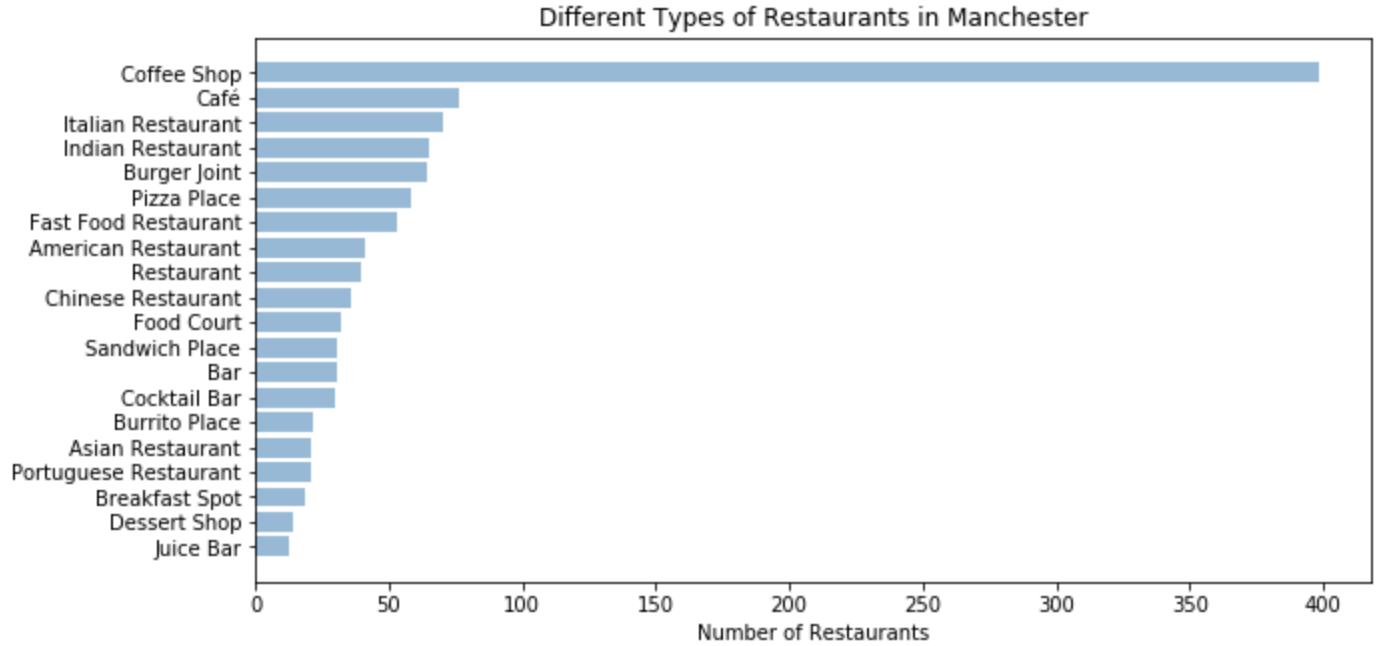 Different Types of Restaurants in Manchester
Coffee Shop
Café
Italian Restaurant
Indian Restaurant
Burger Joint
Pizza Place
Fast Food Restaurant
American Restaurant
Restaurant
Chinese Restaurant
Food Court
Sandwich Place
Bar
Cocktail Bar
Burrito Place
Asian Restaurant
Portuguese Restaurant
Breakfast Spot
Dessert Shop
Juice Bar
0 50 100 150 200 250 300 350 400
Number of Restaurants